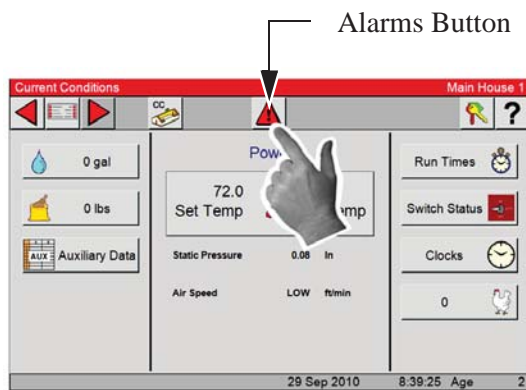 Alarms Button
Current Conditions Main House 1
CC
?
0 gal
0 lbs
AUX Auxiliary Data
72.0
Set Temp
Static Pressure 0.08 In
Air Speed LOW ft/min
Run Times
Switch Status
Clocks
0
29 Sep 2010 8:39:25 Age 2